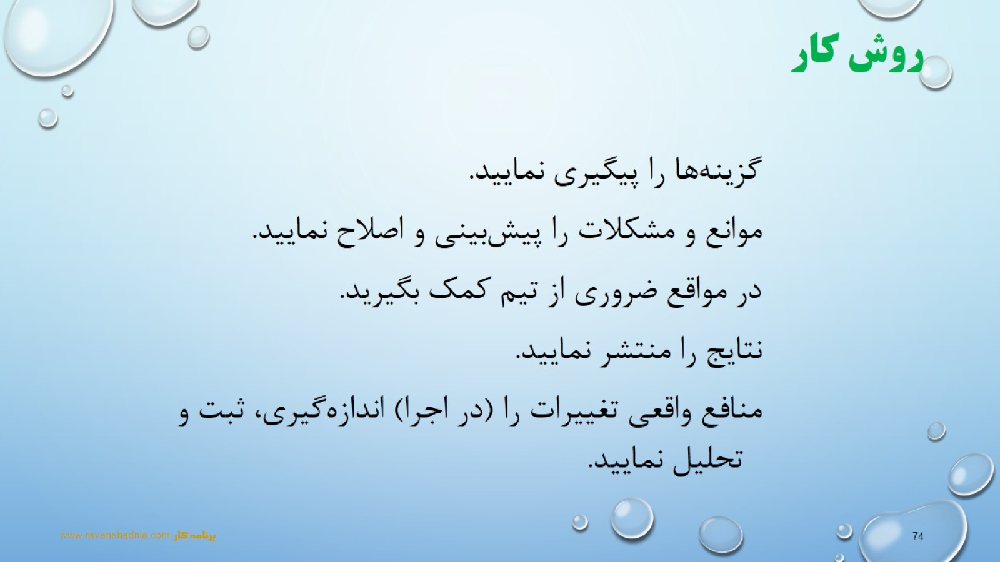 روش کار
گزینه‌ها را پیگیری نمایید.
موانع و مشکلات را پیش‌بینی و اصلاح نمایید.
در مواقع ضروری از تیم کمک بگیرید.
نتایج را منتشر نمایید.
منافع واقعی تغییرات را (در اجرا) اندازه‌گیری، ثبت و
تحلیل نمایید.
برنامه کار www.ravanshadnia.com
74